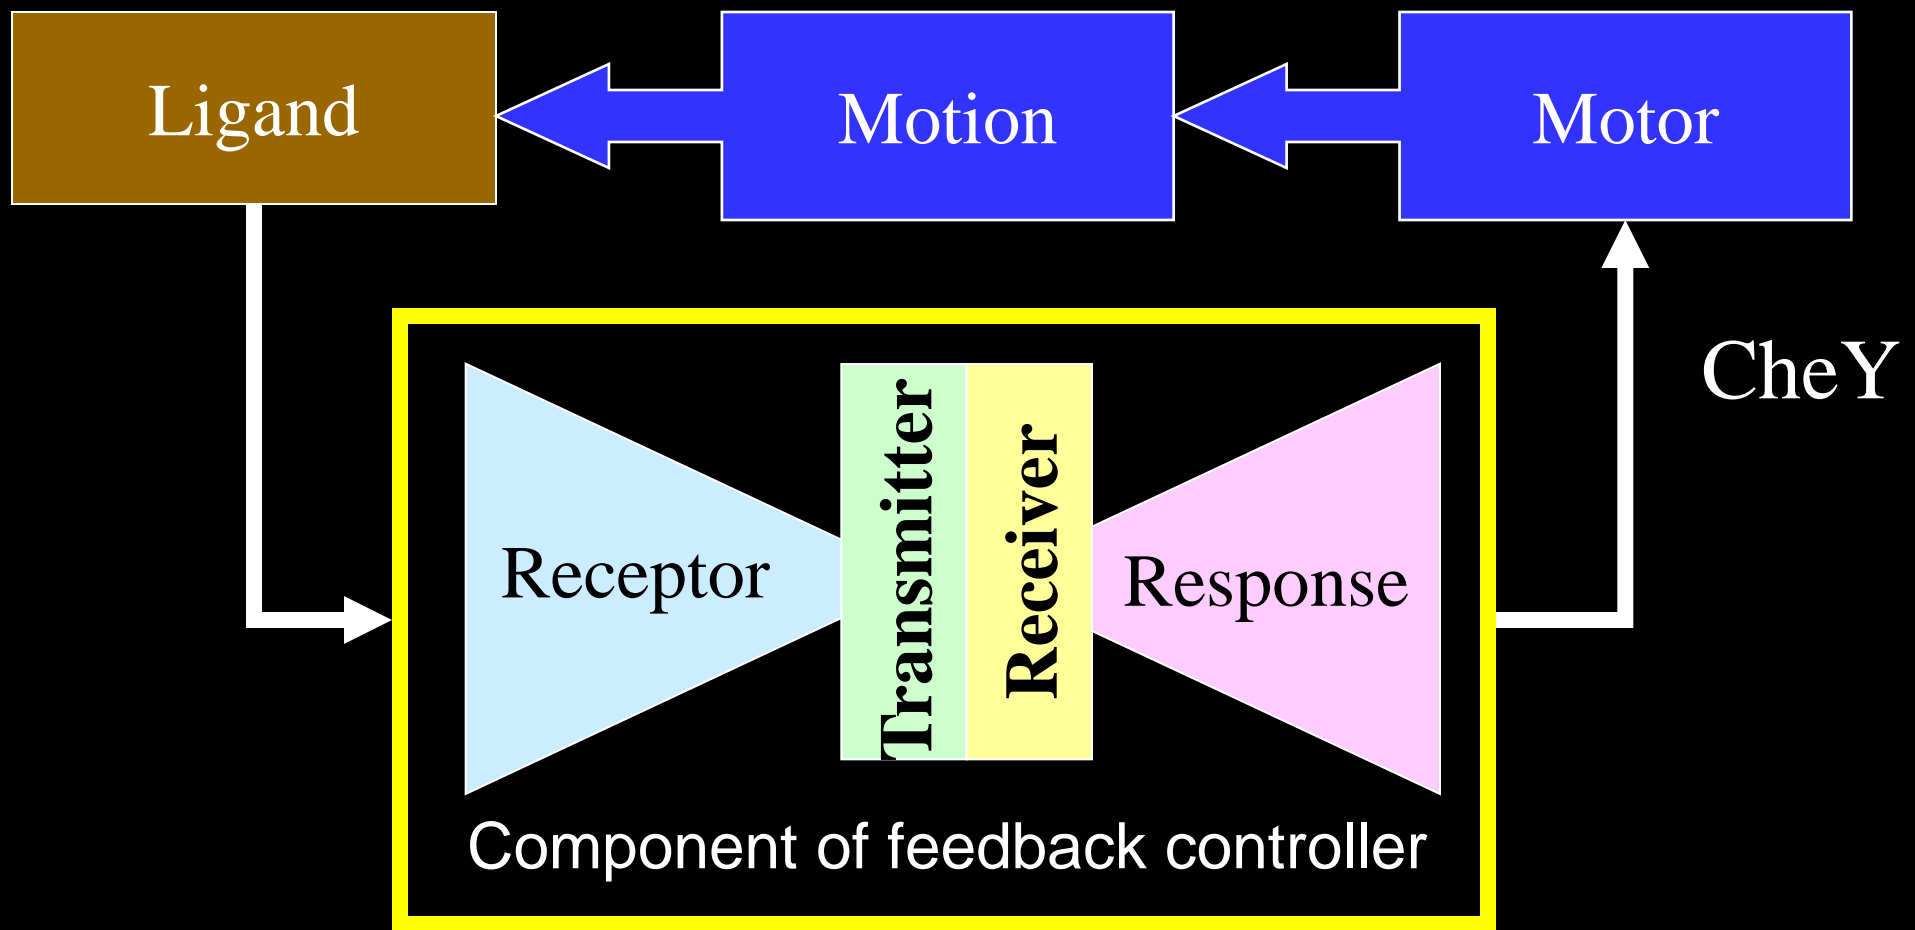 Ligand
Motion
Motor
CheY
Receptor
Transmitter
Receiver
Response
Component of feedback controller